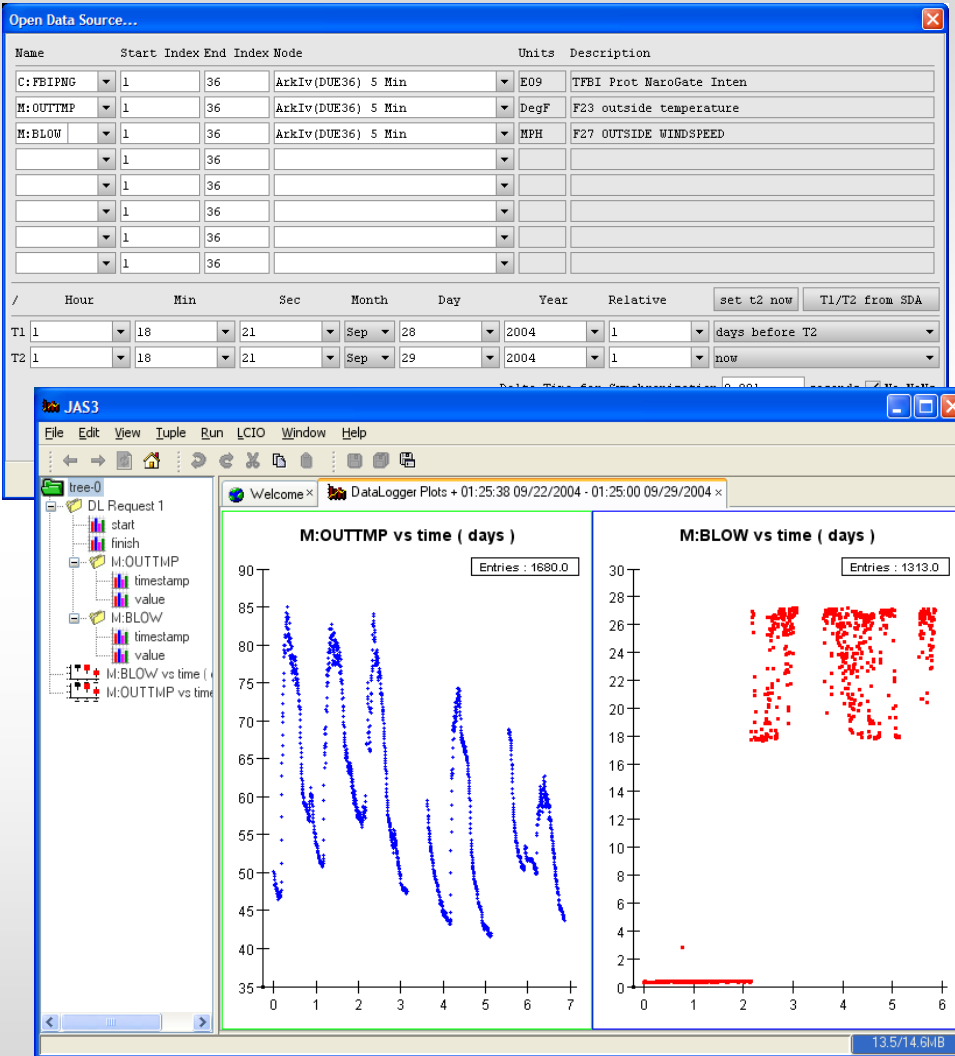 Open Data Source...
Name Start Index End Index Node Units Description
C:FBIPNG 1 36 ArkIv(DUE36) 5 Min E09 TFBI Prot NaroGate Inten
M:OUTTMP 1 36 ArkIv(DUE36) 5 Min DegF F23 outside temperature
M:BLOW 1 36 ArkIv(DUE36) 5 Min MPH F27 OUTSIDE WINDSPEED
1 36
1 36
1 36
1 36
1 36
/ Hour Min Sec Month Day Year Relative set t2 now T1/T2 from SDA
T1 1 18 21 Sep 28 2004 1 days before T2
T2 1 18 21 Sep 29 2004 1 now
JAS3
File Edit View Tuple Run LCIO Window Help
tree-0
DL Request 1
start
finish
M:OUTTMP
timestamp
value
M:BLOW
timestamp
value
M:BLOW vs time (
M:OUTTMP vs time
Welcome × DataLogger Plots + 01:25:38 09/22/2004 - 01:25:00 09/29/2004 ×
M:OUTTMP vs time ( days )
Entries : 1680.0
90
85
80
75
70
65
60
55
50
45
40
35
0 1 2 3 4 5 6 7
M:BLOW vs time ( days )
Entries : 1313.0
30
28
26
24
22
20
18
16
14
12
10
8
6
4
2
0
0 1 2 3 4 5 6
13.5/14.6MB